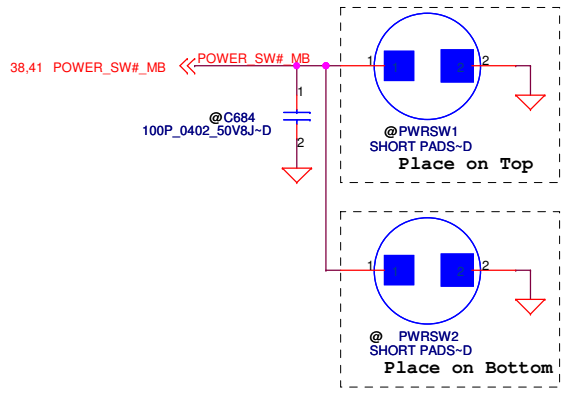 38,41 POWER_SW#_MB
POWER_SW#_MB
1
1
2
2
@PWRSW1
SHORT PADS~D
Place on Top
1
@C684
100P_0402_50V8J~D
2
1
1
2
2
@ PWRSW2
SHORT PADS~D
Place on Bottom